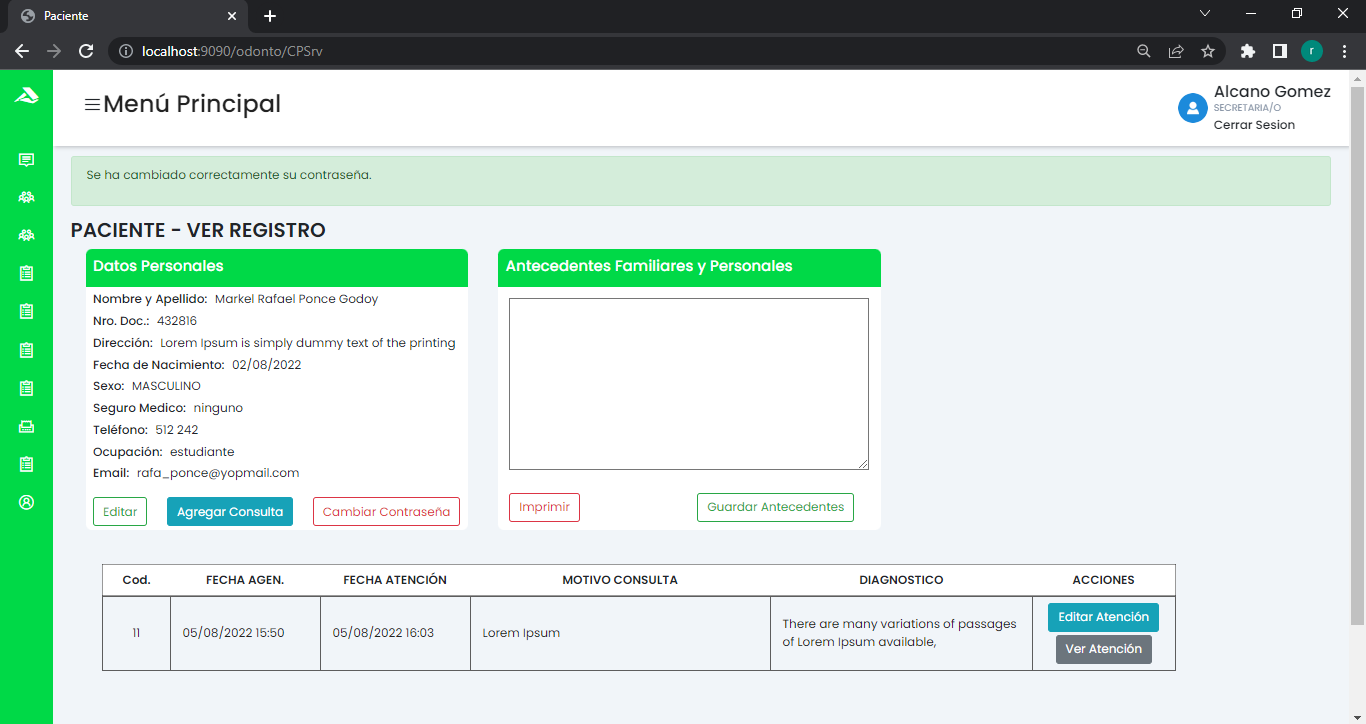 Paciente
localhost:9090/odonto/CPSrv
r
Menú Principal
Alcano Gomez
SECRETARIA/O
Cerrar Sesion
Se ha cambiado correctamente su contraseña.
PACIENTE - VER REGISTRO
Datos Personales
Nombre y Apellido: Markel Rafael Ponce Godoy
Nro. Doc.: 432816
Dirección: Lorem Ipsum is simply dummy text of the printing
Fecha de Nacimiento: 02/08/2022
Sexo: MASCULINO
Seguro Medico: ninguno
Teléfono: 512 242
Ocupación: estudiante
Email: rafa_ponce@yopmail.com
Editar Agregar Consulta Cambiar Contraseña
Antecedentes Familiares y Personales
Imprimir Guardar Antecedentes
Cod. FECHA AGEN. FECHA ATENCIÓN MOTIVO CONSULTA DIAGNOSTICO ACCIONES
11 05/08/2022 15:50 05/08/2022 16:03 Lorem Ipsum
There are many variations of passages
of Lorem Ipsum available,
Editar Atención
Ver Atención